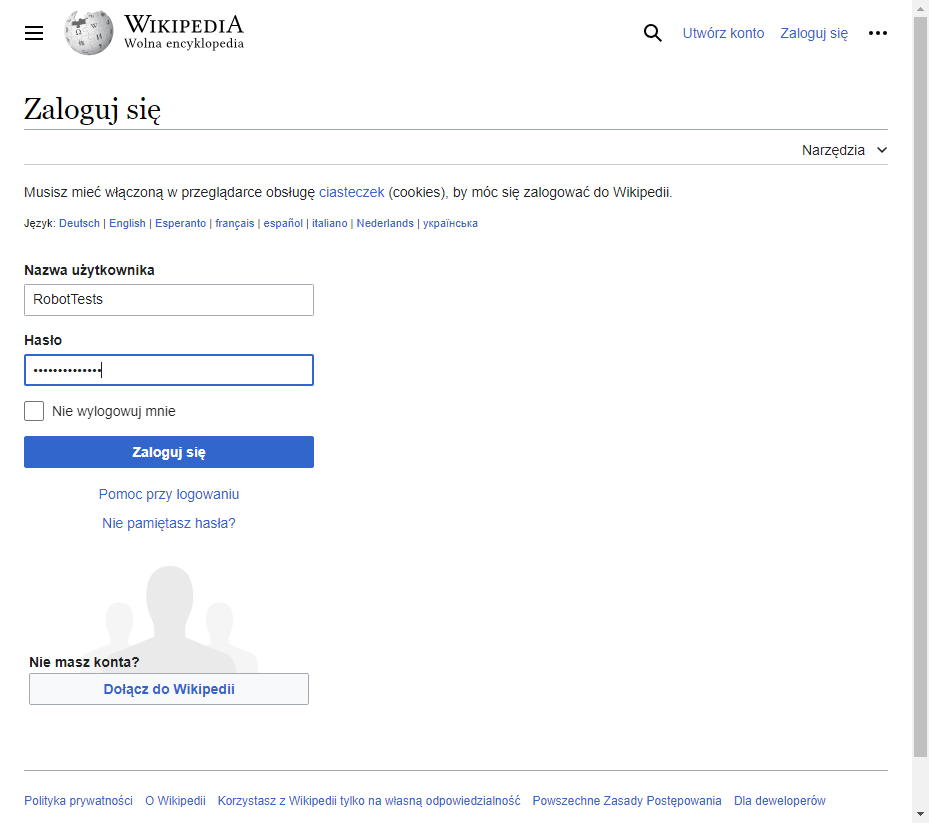 WIKIPEDIA
Wolna encyklopedia
Utwórz konto Zaloguj się
Zaloguj się
Narzędzia
Musisz mieć włączoną w przeglądarce obsługę ciasteczek (cookies), by móc się zalogować do Wikipedii.
Język: Deutsch | English | Esperanto | français | español | italiano | Nederlands | українська
Nazwa użytkownika
RobotTests
Hasło
••••••••••••••
Nie wylogowuj mnie
Zaloguj się
Pomoc przy logowaniu
Nie pamiętasz hasła?
Nie masz konta?
Dołącz do Wikipedii
Polityka prywatności O Wikipedii Korzystasz z Wikipedii tylko na własną odpowiedzialność Powszechne Zasady Postępowania Dla deweloperów